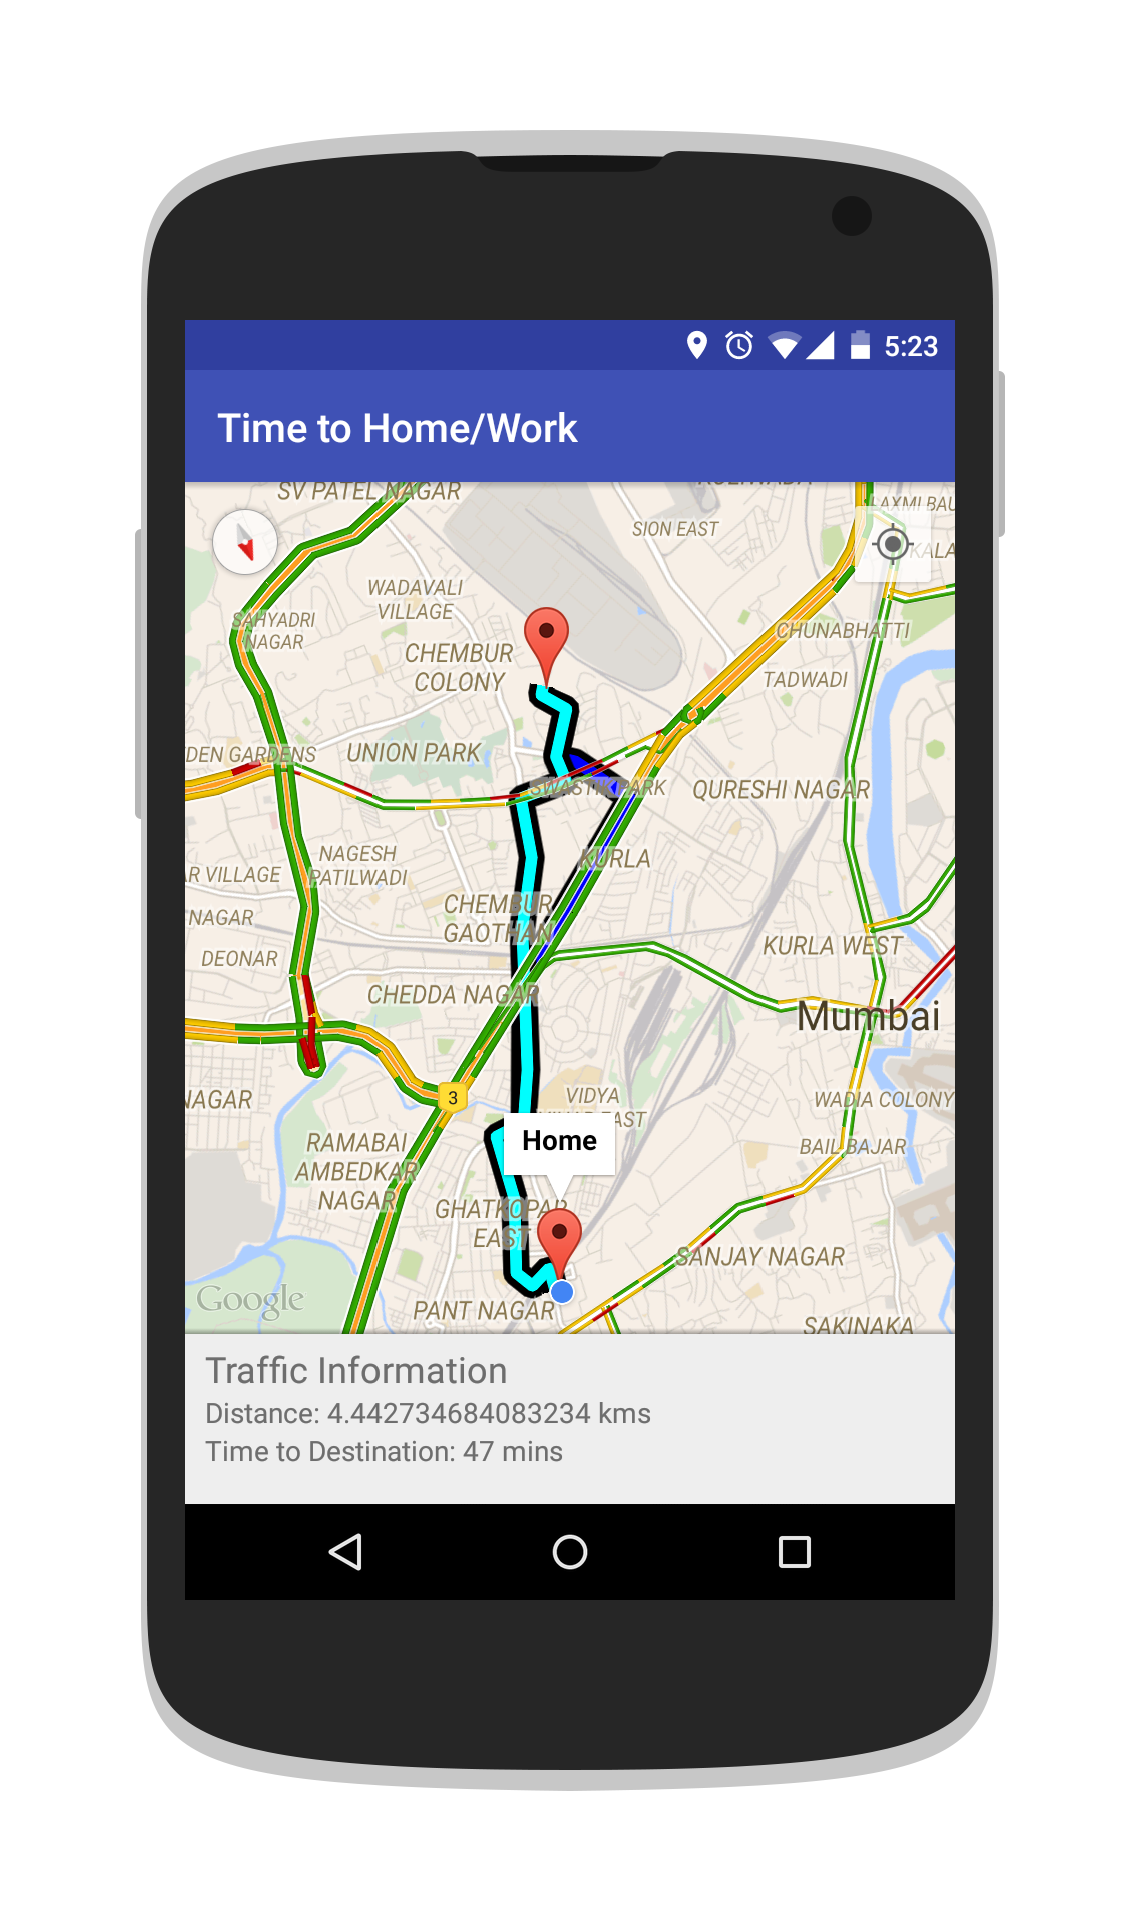 5:23
Time to Home/Work
SV PATEL NAGAR
LAXMI BAU
SION EAST
KALA
WADAVALI
VILLAGE
SAHYADRI
NAGAR
CHUNABHATTI
CHEMBUR
COLONY
TADWADI
DEN GARDENS
UNION PARK
SWASTIK PARK
QURESHI NAGAR
NAGESH
PATILWADI
KURLA
R VILLAGE
CHEMBUR
GAOTHAN
NAGAR
KURLA WEST
DEONAR
CHEDDA NAGAR
Mumbai
3
VIDYA
EAST
NAGAR
WADIA COLONY
Home
RAMABAI
AMBEDKAR
NAGAR
BAIL BAJAR
GHATKOPAR
EAST
SANJAY NAGAR
Google
PANT NAGAR
SAKINAKA
Traffic Information
Distance: 4.442734684083234 kms
Time to Destination: 47 mins